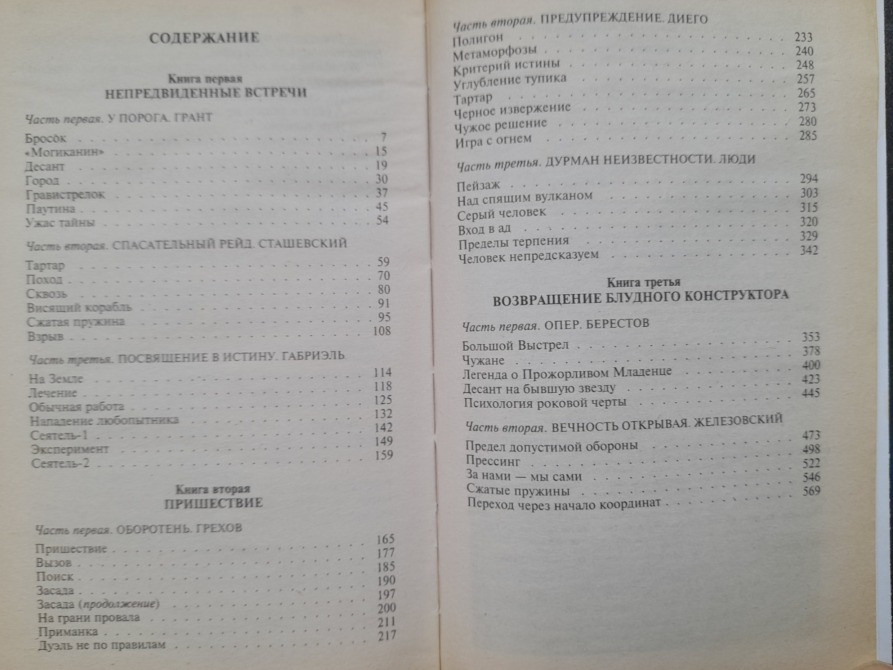 СОДЕРЖАНИЕ
Книга первая
НЕПРЕДВИДЕННЫЕ ВСТРЕЧИ
Часть первая. У ПОРОГА. ГРАНТ
Бросок . . . 7
«Могиканин» . . . 15
Десант . . . 19
Город . . . 30
Гравистрелок . . . 37
Паутина . . . 45
Ужас тайны . . . 54
Часть вторая. СПАСАТЕЛЬНЫЙ РЕЙД. СТАШЕВСКИЙ
Тартар . . . 59
Поход . . . 70
Сквозь . . . 80
Висящий корабль . . . 91
Сжатая пружина . . . 95
Взрыв . . . 108
Часть третья. ПОСВЯЩЕНИЕ В ИСТИНУ. ГАБРИЭЛЬ
На Земле . . . 114
Лечение . . . 118
Обычная работа . . . 125
Нападение любопытника . . . 132
Сеятель-1 . . . 142
Эксперимент . . . 149
Сеятель-2 . . . 159
Книга вторая
ПРИШЕСТВИЕ
Часть первая. ОБОРОТЕНЬ. ГРЕХОВ
Пришествие . . . 165
Вызов . . . 177
Поиск . . . 185
Засада . . . 190
Засада (продолжение) . . . 197
На грани провала . . . 200
Приманка . . . 211
Дуэль не по правилам . . . 217
Часть вторая. ПРЕДУПРЕЖДЕНИЕ. ДИЕГО
Полигон . . . 233
Метаморфозы . . . 240
Критерий истины . . . 248
Углубление тупика . . . 257
Тартар . . . 265
Черное извержение . . . 273
Чужое решение . . . 280
Игра с огнем . . . 285
Часть третья. ДУРМАН НЕИЗВЕСТНОСТИ. ЛЮДИ
Пейзаж . . . 294
Над спящим вулканом . . . 303
Серый человек . . . 315
Вход в ад . . . 320
Пределы терпения . . . 329
Человек непредсказуем . . . 342
Книга третья
ВОЗВРАЩЕНИЕ БЛУДНОГО КОНСТРУКТОРА
Часть первая. ОПЕР. БЕРЕСТОВ
Большой Выстрел . . . 353
Чужане . . . 378
Легенда о Прожорливом Младенце . . . 400
Десант на бывшую звезду . . . 423
Психология роковой черты . . . 445
Часть вторая. ВЕЧНОСТЬ ОТКРЫВАЯ. ЖЕЛЕЗОВСКИЙ
Предел допустимой обороны . . . 473
Прессинг . . . 498
За нами — мы сами . . . 522
Сжатые пружины . . . 546
Переход через начало координат . . . 569